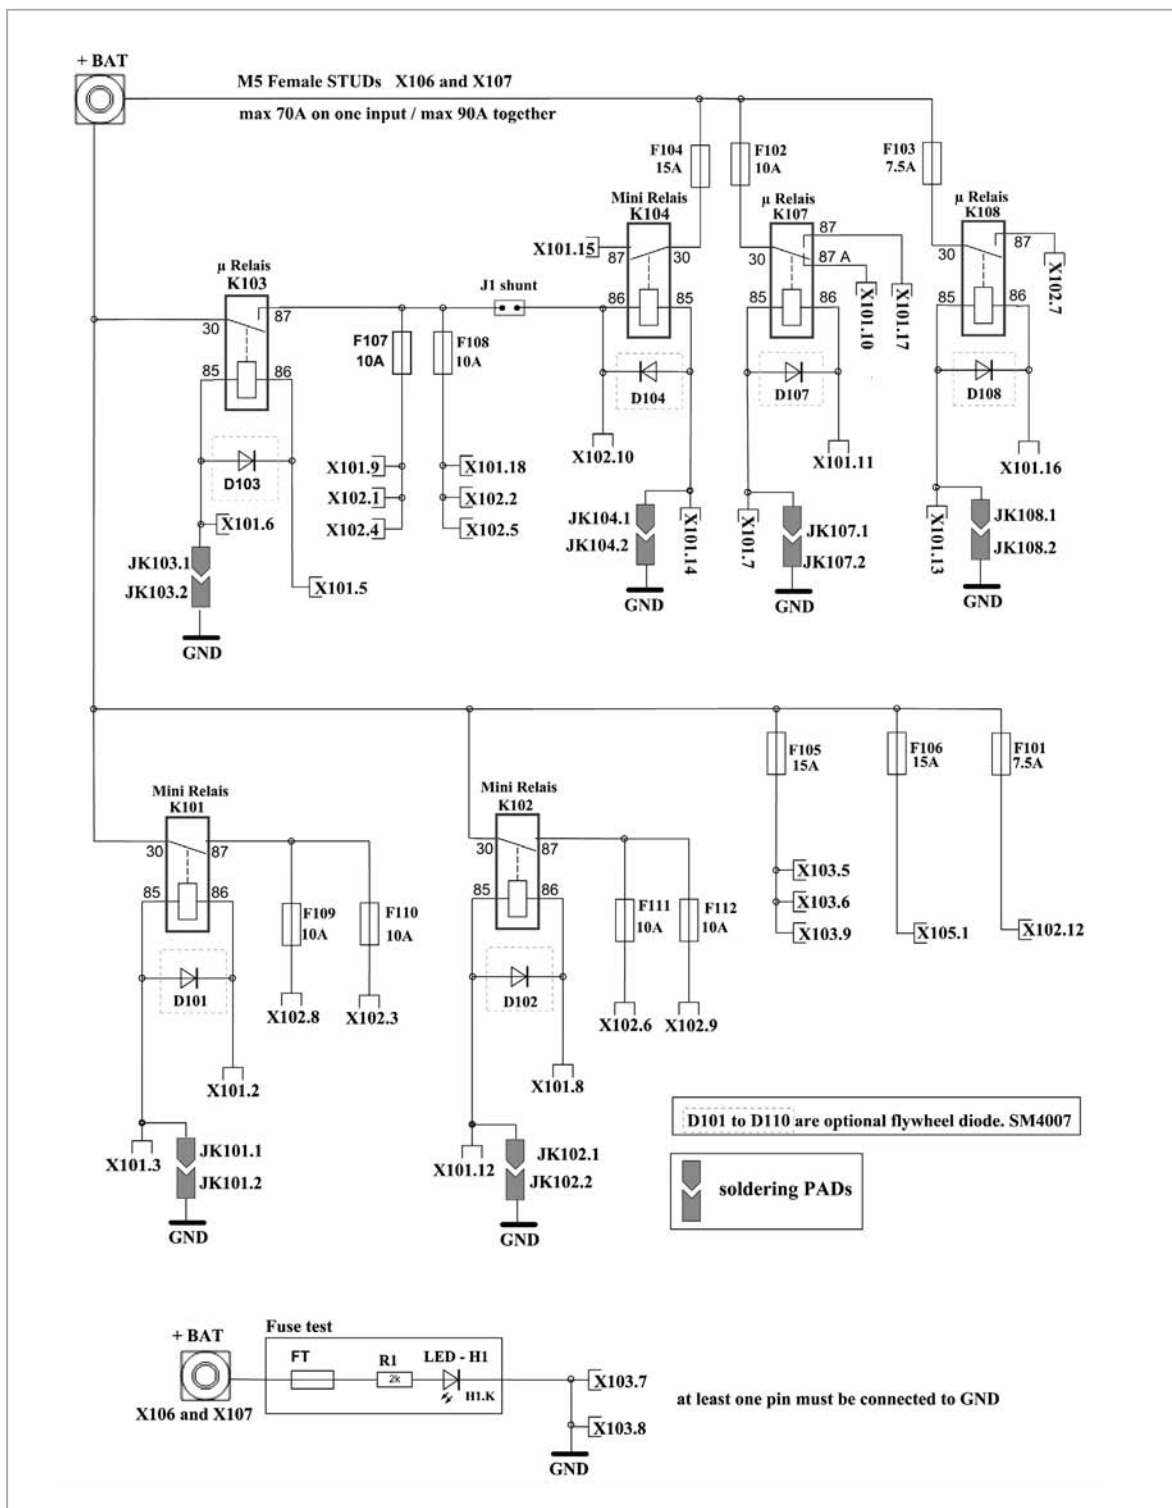 + BAT
M5 Female STUDs X106 and X107
max 70A on one input / max 90A together
F104
15A
F102
10A
F103
7.5A
Mini Relais
K104
µ Relais
K107
µ Relais
K108
X101.15
87
30
86
85
30
87
87 A
85
86
X101.10
X101.17
30
87
85
86
X102.7
µ Relais
K103
30
87
85
86
J1 shunt
F107
10A
F108
10A
D104
D107
D108
X102.10
X101.11
X101.16
D103
X101.9
X102.1
X102.4
X101.18
X102.2
X102.5
X101.6
JK103.1
JK103.2
X101.5
GND
JK104.1
JK104.2
X101.14
GND
X101.7
JK107.1
JK107.2
GND
X101.13
JK108.1
JK108.2
GND
F105
15A
F106
15A
F101
7.5A
Mini Relais
K101
30
87
85
86
F109
10A
F110
10A
Mini Relais
K102
30
87
85
86
F111
10A
F112
10A
X103.5
X103.6
X103.9
X105.1
X102.12
D101
X102.8
X102.3
D102
X102.6
X102.9
X101.2
X101.8
X101.3
JK101.1
JK101.2
GND
X101.12
JK102.1
JK102.2
GND
D101 to D110 are optional flywheel diode. SM4007
soldering PADs
+ BAT
X106 and X107
Fuse test
FT
R1
2k
LED - H1
H1.K
X103.7
X103.8
GND
at least one pin must be connected to GND